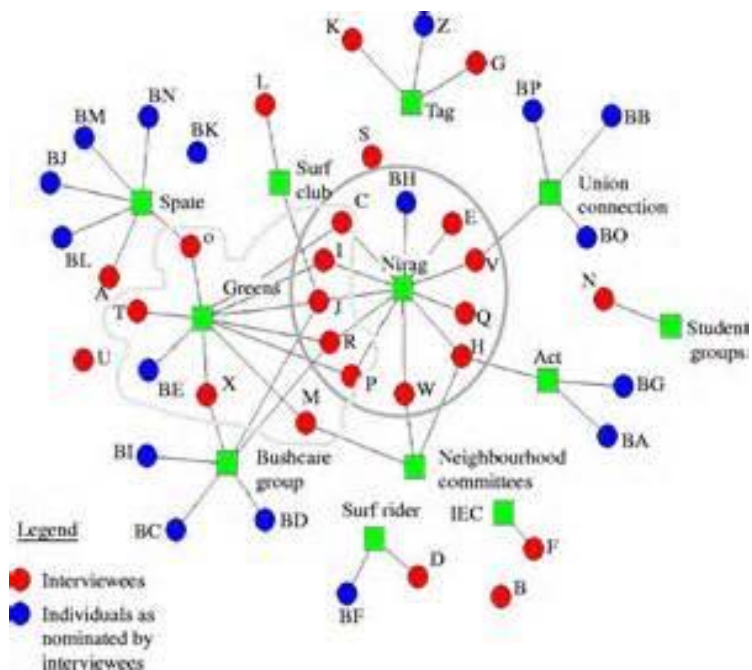 K
Z
G
Tag
L
BP
BB
BN
BM
BK
BJ
S
Surf
club
BH
C
E
Union
connection
Spate
BL
O
I
Nirag
V
BO
A
Greens
N
T
J
Q
Student
groups
U
R
H
Act
BE
X
P
W
BG
M
BA
BI
Bushcare
group
Neighbourhood
committees
Surf rider
IEC
Legend
BC
BD
D
F
Interviewees
B
BF
Individuals as
nominated by
interviewees